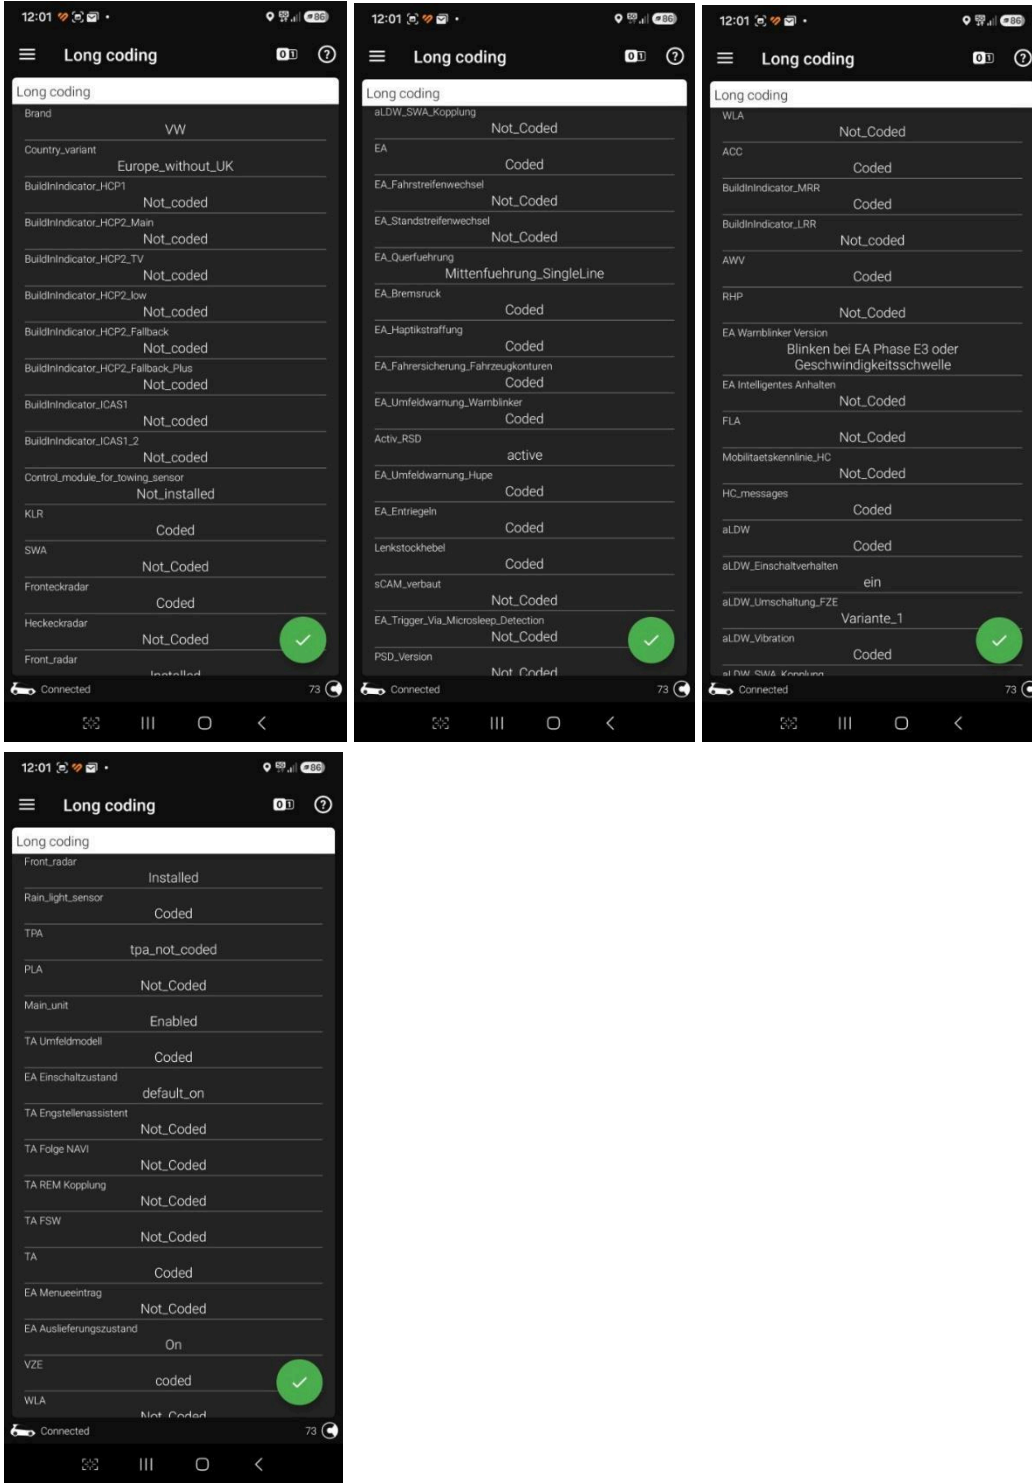 12:01
86
Long coding
Long coding
Brand
VW
Country_variant
Europe_without_UK
BuildInIndicator_HCP1
Not_coded
BuildInIndicator_HCP2_Main
Not_coded
BuildInIndicator_HCP2_TV
Not_coded
BuildInIndicator_HCP2_low
Not_coded
BuildInIndicator_HCP2_Fallback
Not_coded
BuildInIndicator_HCP2_Fallback_Plus
Not_coded
BuildInIndicator_ICAS1
Not_coded
BuildInIndicator_ICAS1_2
Not_coded
Control_module_for_towing_sensor
Not_installed
KLR
Coded
SWA
Not_Coded
Fronteckradar
Coded
Heckeckradar
Not_Coded
Front_radar
Installed
Connected
73
12:01
86
Long coding
Long coding
aLDW_SWA_Kopplung
Not_Coded
EA
Coded
EA_Fahrstreifenwechsel
Not_Coded
EA_Standstreifenwechsel
Not_Coded
EA_Querfuehrung
Mittenfuehrung_SingleLine
EA_Bremsruck
Coded
EA_Haptikstraffung
Coded
EA_Fahrersicherung_Fahrzeugkonturen
Coded
EA_Umfeldwarnung_Warnblinker
Coded
Activ_RSD
active
EA_Umfeldwarnung_Hupe
Coded
EA_Entriegeln
Coded
Lenkstockhebel
Coded
sCAM_verbaut
Not_Coded
EA_Trigger_Via_Microsleep_Detection
Not_Coded
PSD_Version
Not_Coded
Connected
73
12:01
86
Long coding
Long coding
WLA
Not_Coded
ACC
Coded
BuildInIndicator_MRR
Coded
BuildInIndicator_LRR
Not_coded
AWV
Coded
RHP
Not_Coded
EA Warnblinker Version
Blinken bei EA Phase E3 oder
Geschwindigkeitsschwelle
EA Intelligentes Anhalten
Not_Coded
FLA
Not_Coded
Mobilitaetskennlinie_HC
Not_Coded
HC_messages
Coded
aLDW
Coded
aLDW_Einschaltverhalten
ein
aLDW_Umschaltung_FZE
Variante_1
aLDW_Vibration
Coded
aLDW_SWA_Kopplung
Connected
73
12:01
86
Long coding
Long coding
Front_radar
Installed
Rain_light_sensor
Coded
TPA
tpa_not_coded
PLA
Not_Coded
Main_unit
Enabled
TA Umfeldmodell
Coded
EA Einschaltzustand
default_on
TA Engstellenassistent
Not_Coded
TA Folge NAVI
Not_Coded
TA REM Kopplung
Not_Coded
TA FSW
Not_Coded
TA
Coded
EA Menueeintrag
Not_Coded
EA Auslieferungszustand
On
VZE
coded
WLA
Not_Coded
Connected
73